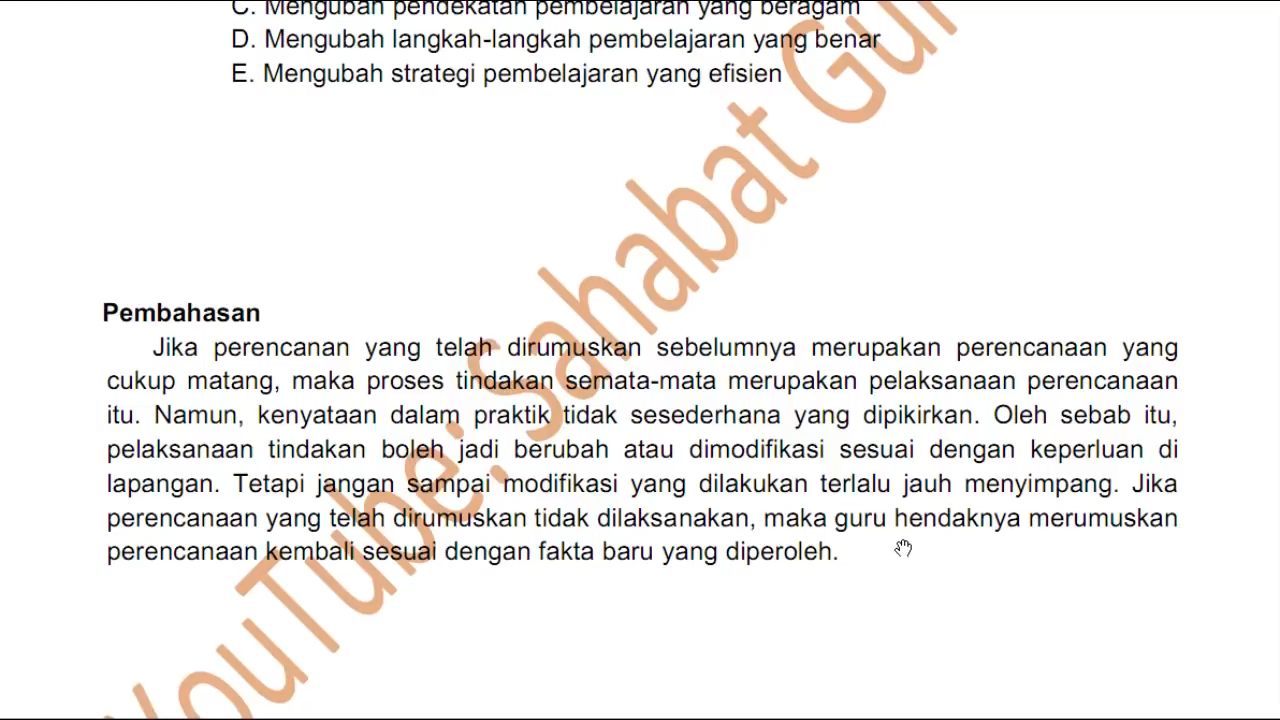 C. Mengubah pendekatan pembelajaran yang beragam
D. Mengubah langkah-langkah pembelajaran yang benar
E. Mengubah strategi pembelajaran yang efisien
Pembahasan
Jika perencanan yang telah dirumuskan sebelumnya merupakan perencanaan yang
cukup matang, maka proses tindakan semata-mata merupakan pelaksanaan perencanaan
itu. Namun, kenyataan dalam praktik tidak sesederhana yang dipikirkan. Oleh sebab itu,
pelaksanaan tindakan boleh jadi berubah atau dimodifikasi sesuai dengan keperluan di
lapangan. Tetapi jangan sampai modifikasi yang dilakukan terlalu jauh menyimpang. Jika
perencanaan yang telah dirumuskan tidak dilaksanakan, maka guru hendaknya merumuskan
perencanaan kembali sesuai dengan fakta baru yang diperoleh.
YouTube: Sahabat Guru